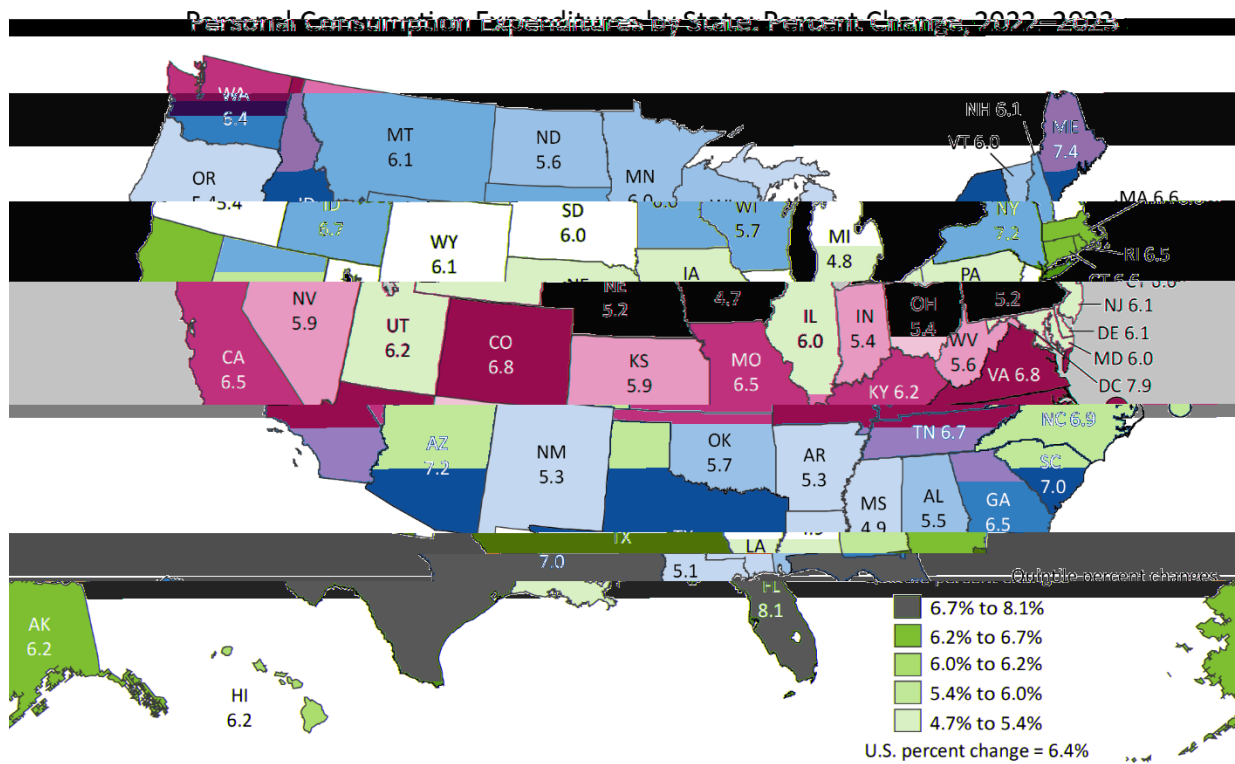 Personal Consumption Expenditures by State: Percent Change, 2022–2023
WA
6.4
MT
6.1
ND
5.6
MN
NH 6.1
VT 6.0
ME
7.4
OR
5.4
ID
6.7
WY
6.1
SD
6.0
WI
5.7
MI
4.8
NY
7.2
MA 6.6
RI 6.5
NV
5.9
UT
6.2
CO
6.8
NE
5.2
IA
4.7
IL
6.0
IN
5.4
OH
5.4
PA
5.2
NJ 6.1
DE 6.1
MD 6.0
DC 7.9
CA
6.5
KS
5.9
MO
6.5
KY 6.2
WV
5.6
VA 6.8
AZ
7.2
NM
5.3
OK
5.7
AR
5.3
TN 6.7
NC 6.9
SC
7.0
MS
4.9
AL
5.5
GA
6.5
TX
7.0
LA
5.1
FL
8.1
AK
6.2
HI
6.2
Quintile percent changes
6.7% to 8.1%
6.2% to 6.7%
6.0% to 6.2%
5.4% to 6.0%
4.7% to 5.4%
U.S. percent change = 6.4%